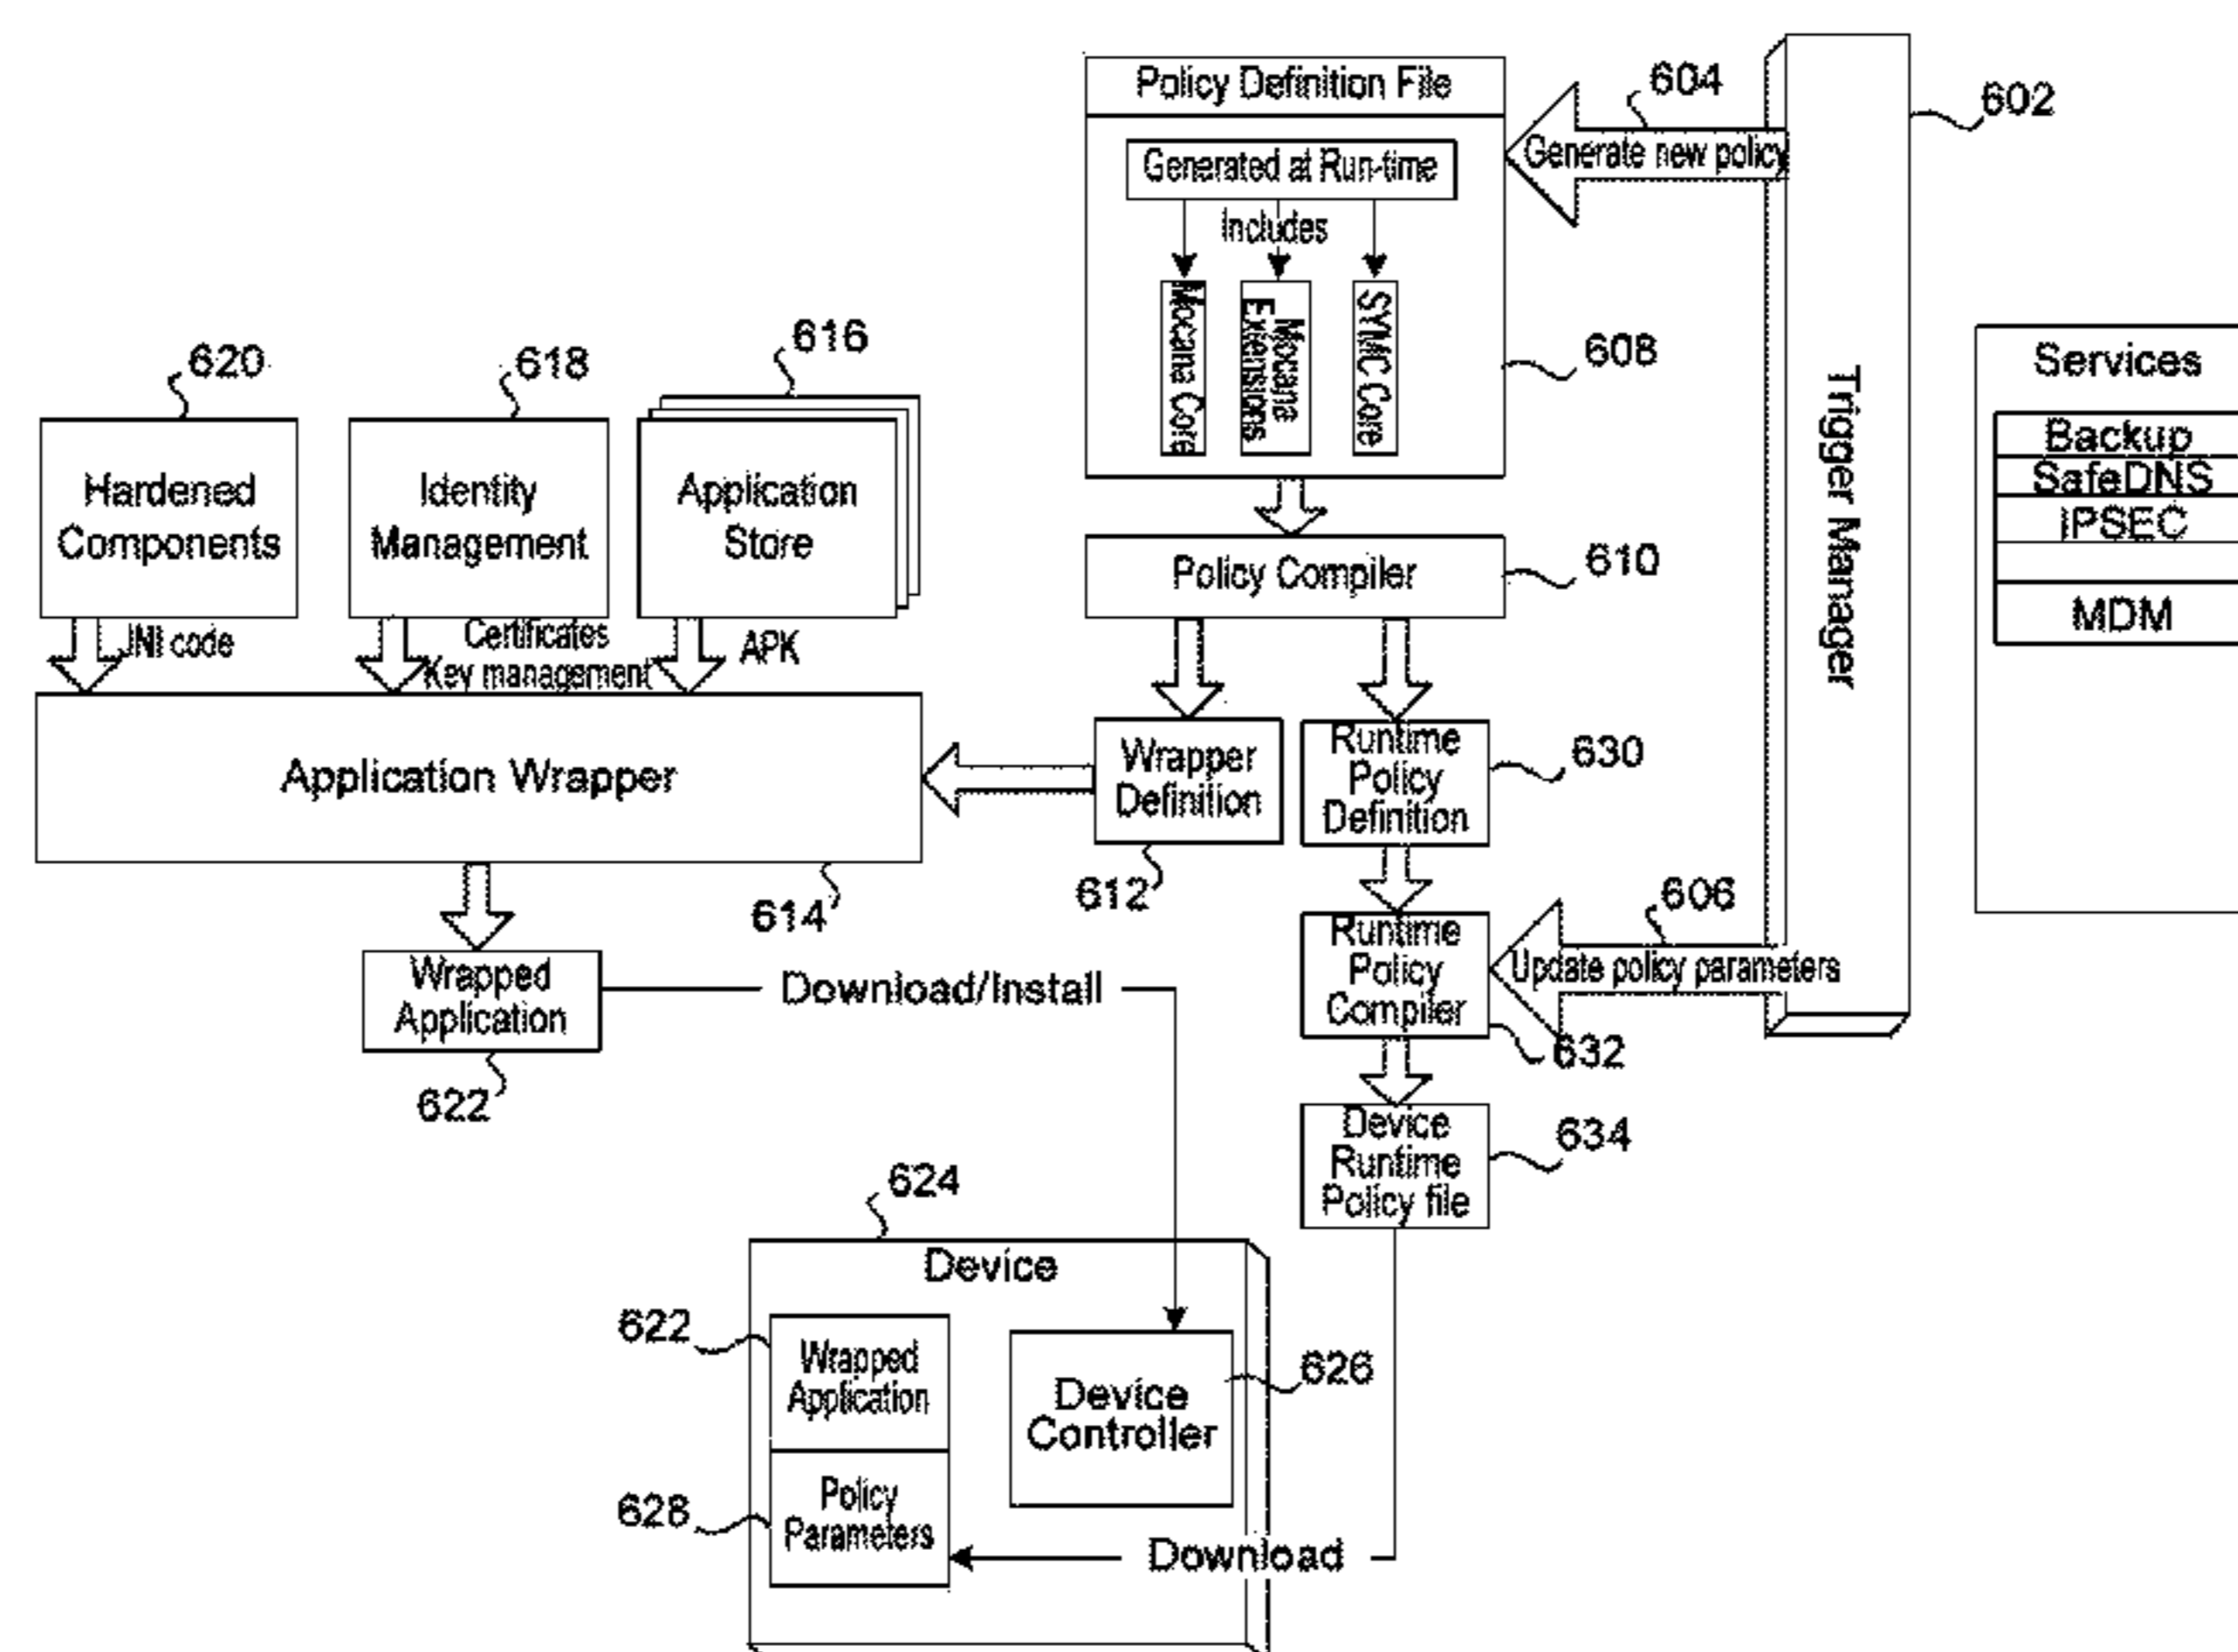 Policy Definition File
604
602
Generated at Run-time
Generate new policy
Includes
Mocana Core
Mocana
Exensions
SYMC Core
608
Trigger Manager
Services
Backup
SafeDNS
IPSEC
MDM
620
618
616
Hardened
Components
Identity
Management
Application
Store
Policy Compiler
610
JNI code
Certificates
Key management
APK
Application Wrapper
614
Wrapper
Definition
612
Runtime
Policy
Definition
630
606
Update policy parameters
Runtime
Policy
Compiler
632
Wrapped
Application
622
Download/Install
Device
Runtime
Policy file
634
624
Device
622
Wrapped
Application
Device
Controller
626
628
Policy
Parameters
Download